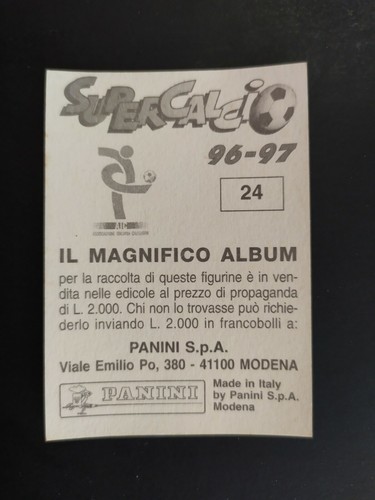 SUPERCALCIO
96-97
24
AIC
IL MAGNIFICO ALBUM
per la raccolta di queste figurine è in ven-
dita nelle edicole al prezzo di propaganda
di L. 2.000. Chi non lo trovasse può richie-
derlo inviando L. 2.000 in francobolli a:
PANINI S.p.A.
Viale Emilio Po, 380 - 41100 MODENA
PANINI
Made in Italy
by Panini S.p.A.
Modena